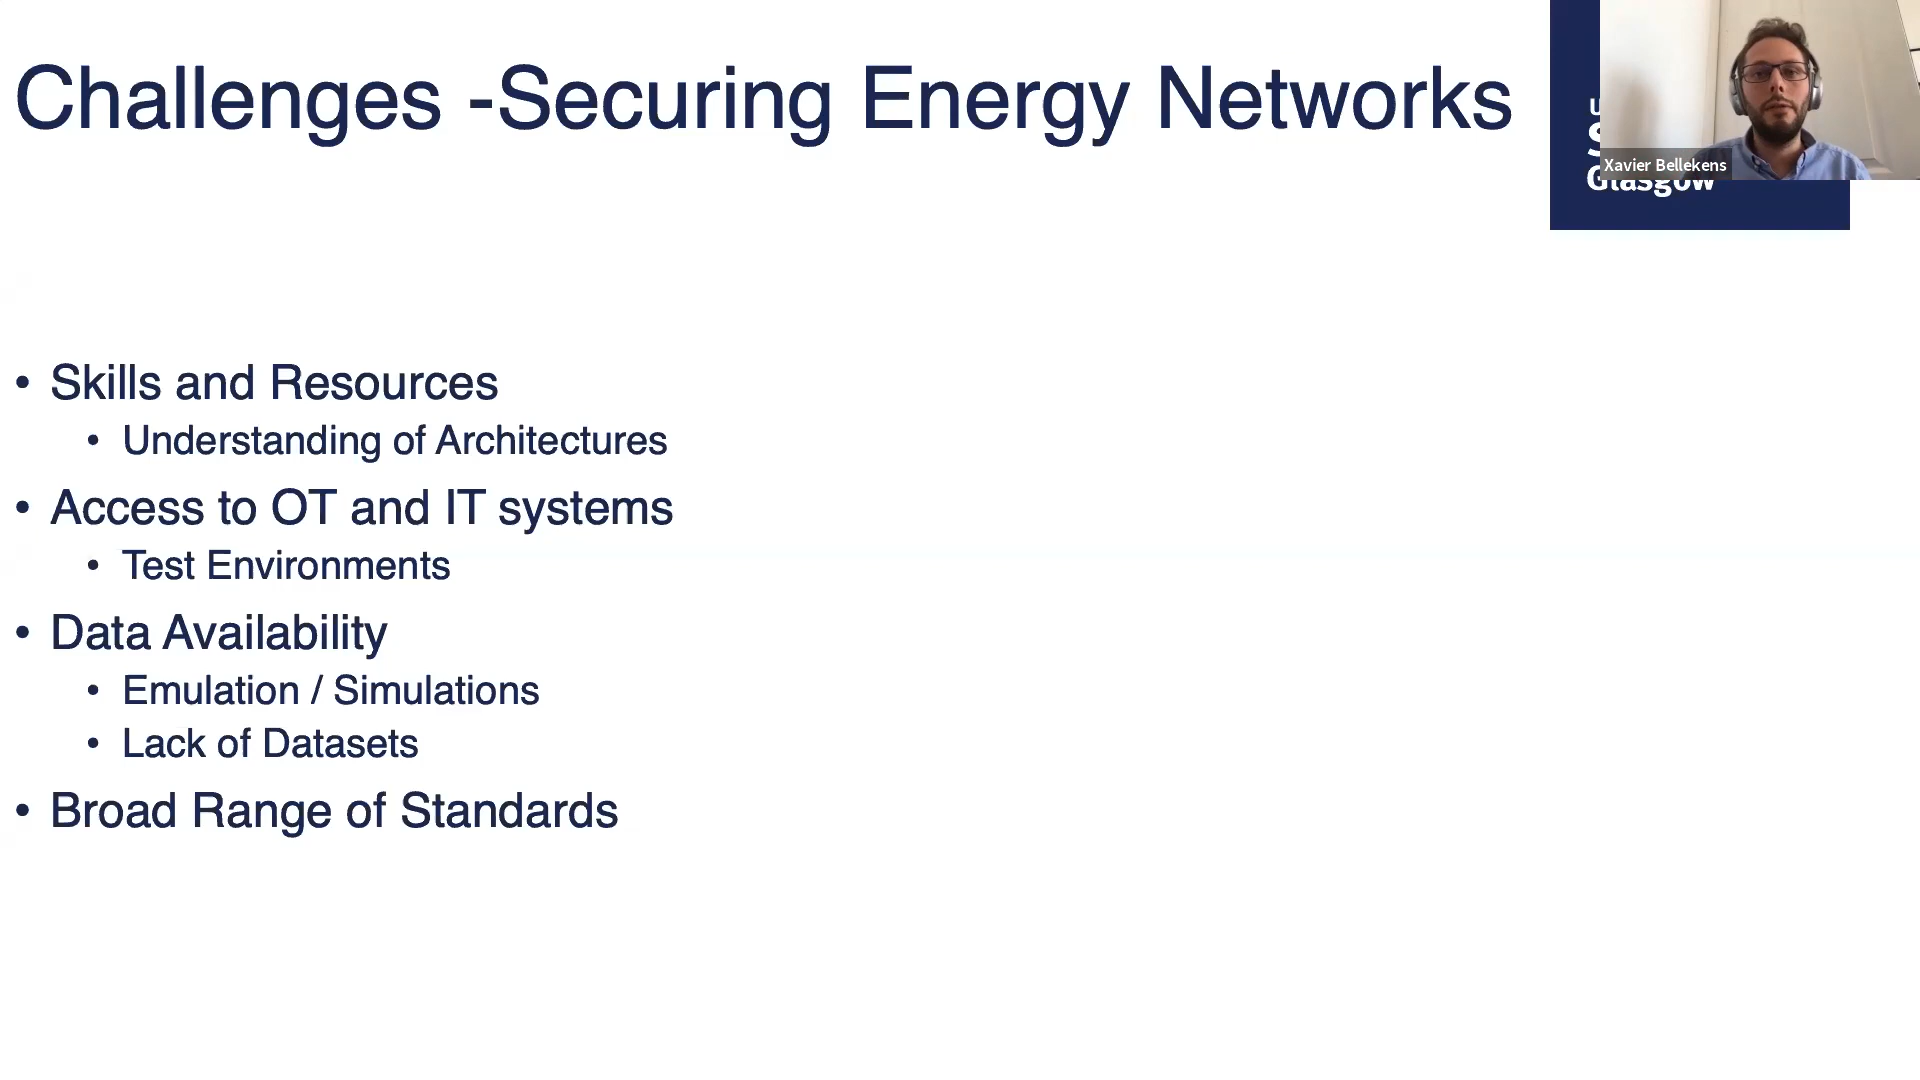 Challenges -Securing Energy Networks
Xavier Bellekens
Glasgow
• Skills and Resources
• Understanding of Architectures
• Access to OT and IT systems
• Test Environments
• Data Availability
• Emulation / Simulations
• Lack of Datasets
• Broad Range of Standards